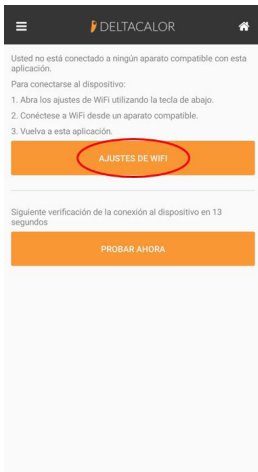 DELTACALOR
Usted no está conectado a ningún aparato compatible con esta
aplicación.
Para conectarse al dispositivo:
1. Abra los ajustes de WiFi utilizando la tecla de abajo.
2. Conéctese a WiFi desde un aparato compatible.
3. Vuelva a esta aplicación.
AJUSTES DE WIFI
Siguiente verificación de la conexión al dispositivo en 13
segundos
PROBAR AHORA